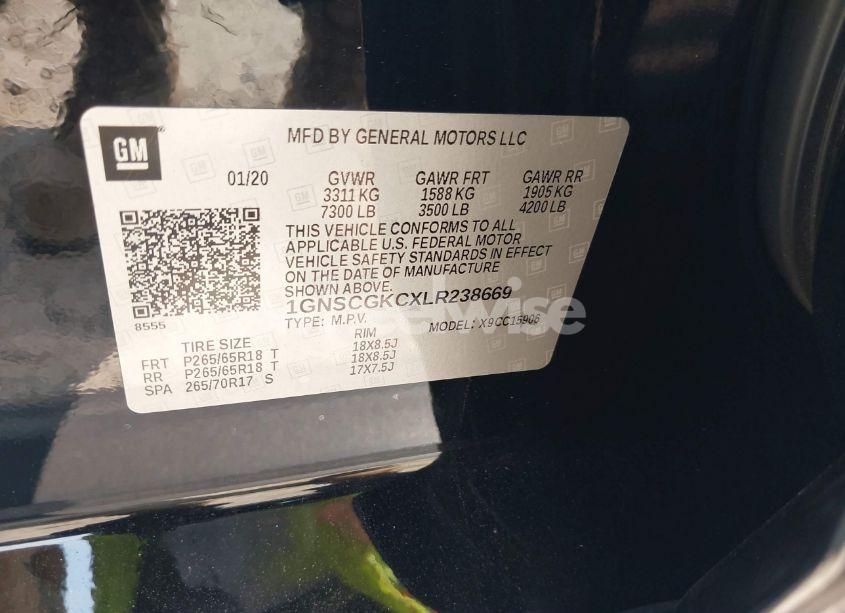 GM
MFD BY GENERAL MOTORS LLC
01/20 GVWR GAWR FRT GAWR RR
3311 KG 1588 KG 1905 KG
7300 LB 3500 LB 4200 LB
THIS VEHICLE CONFORMS TO ALL
APPLICABLE U.S. FEDERAL MOTOR
VEHICLE SAFETY STANDARDS IN EFFECT
ON THE DATE OF MANUFACTURE
SHOWN ABOVE.
1GNSCGKCXLR238669
8555
TYPE: M.P.V. MODEL: X9CC15906
TIRE SIZE RIM
FRT P265/65R18 T 18X8.5J
RR P265/65R18 T 18X8.5J
SPA 265/70R17 S 17X7.5J